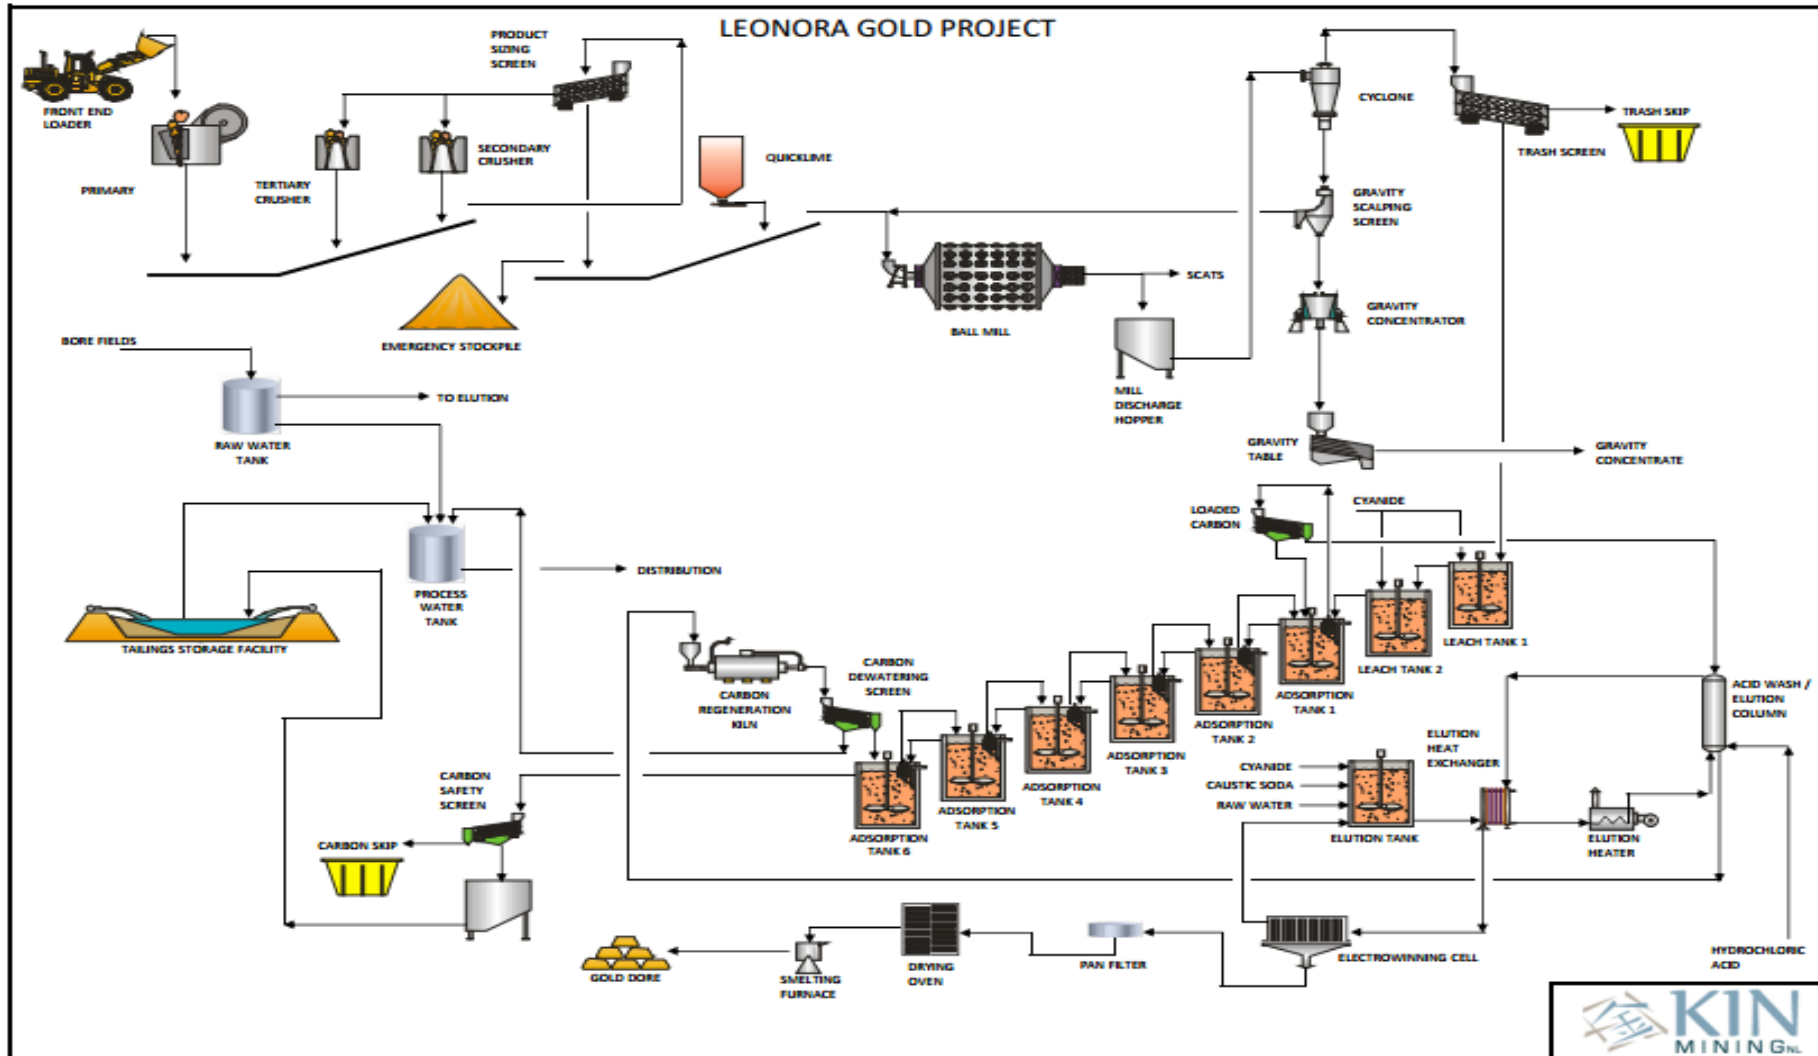 LEONORA GOLD PROJECT
FRONT END
LOADER
PRIMARY
PRODUCT
SIZING
SCREEN
TERTIARY
CRUSHER
SECONDARY
CRUSHER
QUICKLIME
EMERGENCY STOCKPILE
BALL MILL
SCATS
MILL
DISCHARGE
HOPPER
CYCLONE
TRASH SKIP
TRASH SCREEN
GRAVITY
SCALPING
SCREEN
GRAVITY
CONCENTRATOR
GRAVITY
TABLE
GRAVITY
CONCENTRATE
BORE FIELDS
TO ELUTION
RAW WATER
TANK
PROCESS
WATER
TANK
DISTRIBUTION
TAILINGS STORAGE FACILITY
LOADED
CARBON
CYANIDE
LEACH TANK 1
LEACH TANK 2
ADSORPTION
TANK 1
ADSORPTION
TANK 2
ADSORPTION
TANK 3
ADSORPTION
TANK 4
ADSORPTION
TANK 5
ADSORPTION
TANK 6
CARBON
REGENERATION
KILN
CARBON
DEWATERING
SCREEN
CARBON
SAFETY
SCREEN
CARBON SKIP
ACID WASH /
ELUTION
COLUMN
ELUTION
HEAT
EXCHANGER
CYANIDE
CAUSTIC SODA
RAW WATER
ELUTION TANK
ELUTION
HEATER
HYDROCHLORIC
ACID
ELECTROWINNING CELL
PAN FILTER
DRYING
OVEN
SMELTING
FURNACE
GOLD DORE
KIN
MINING NL